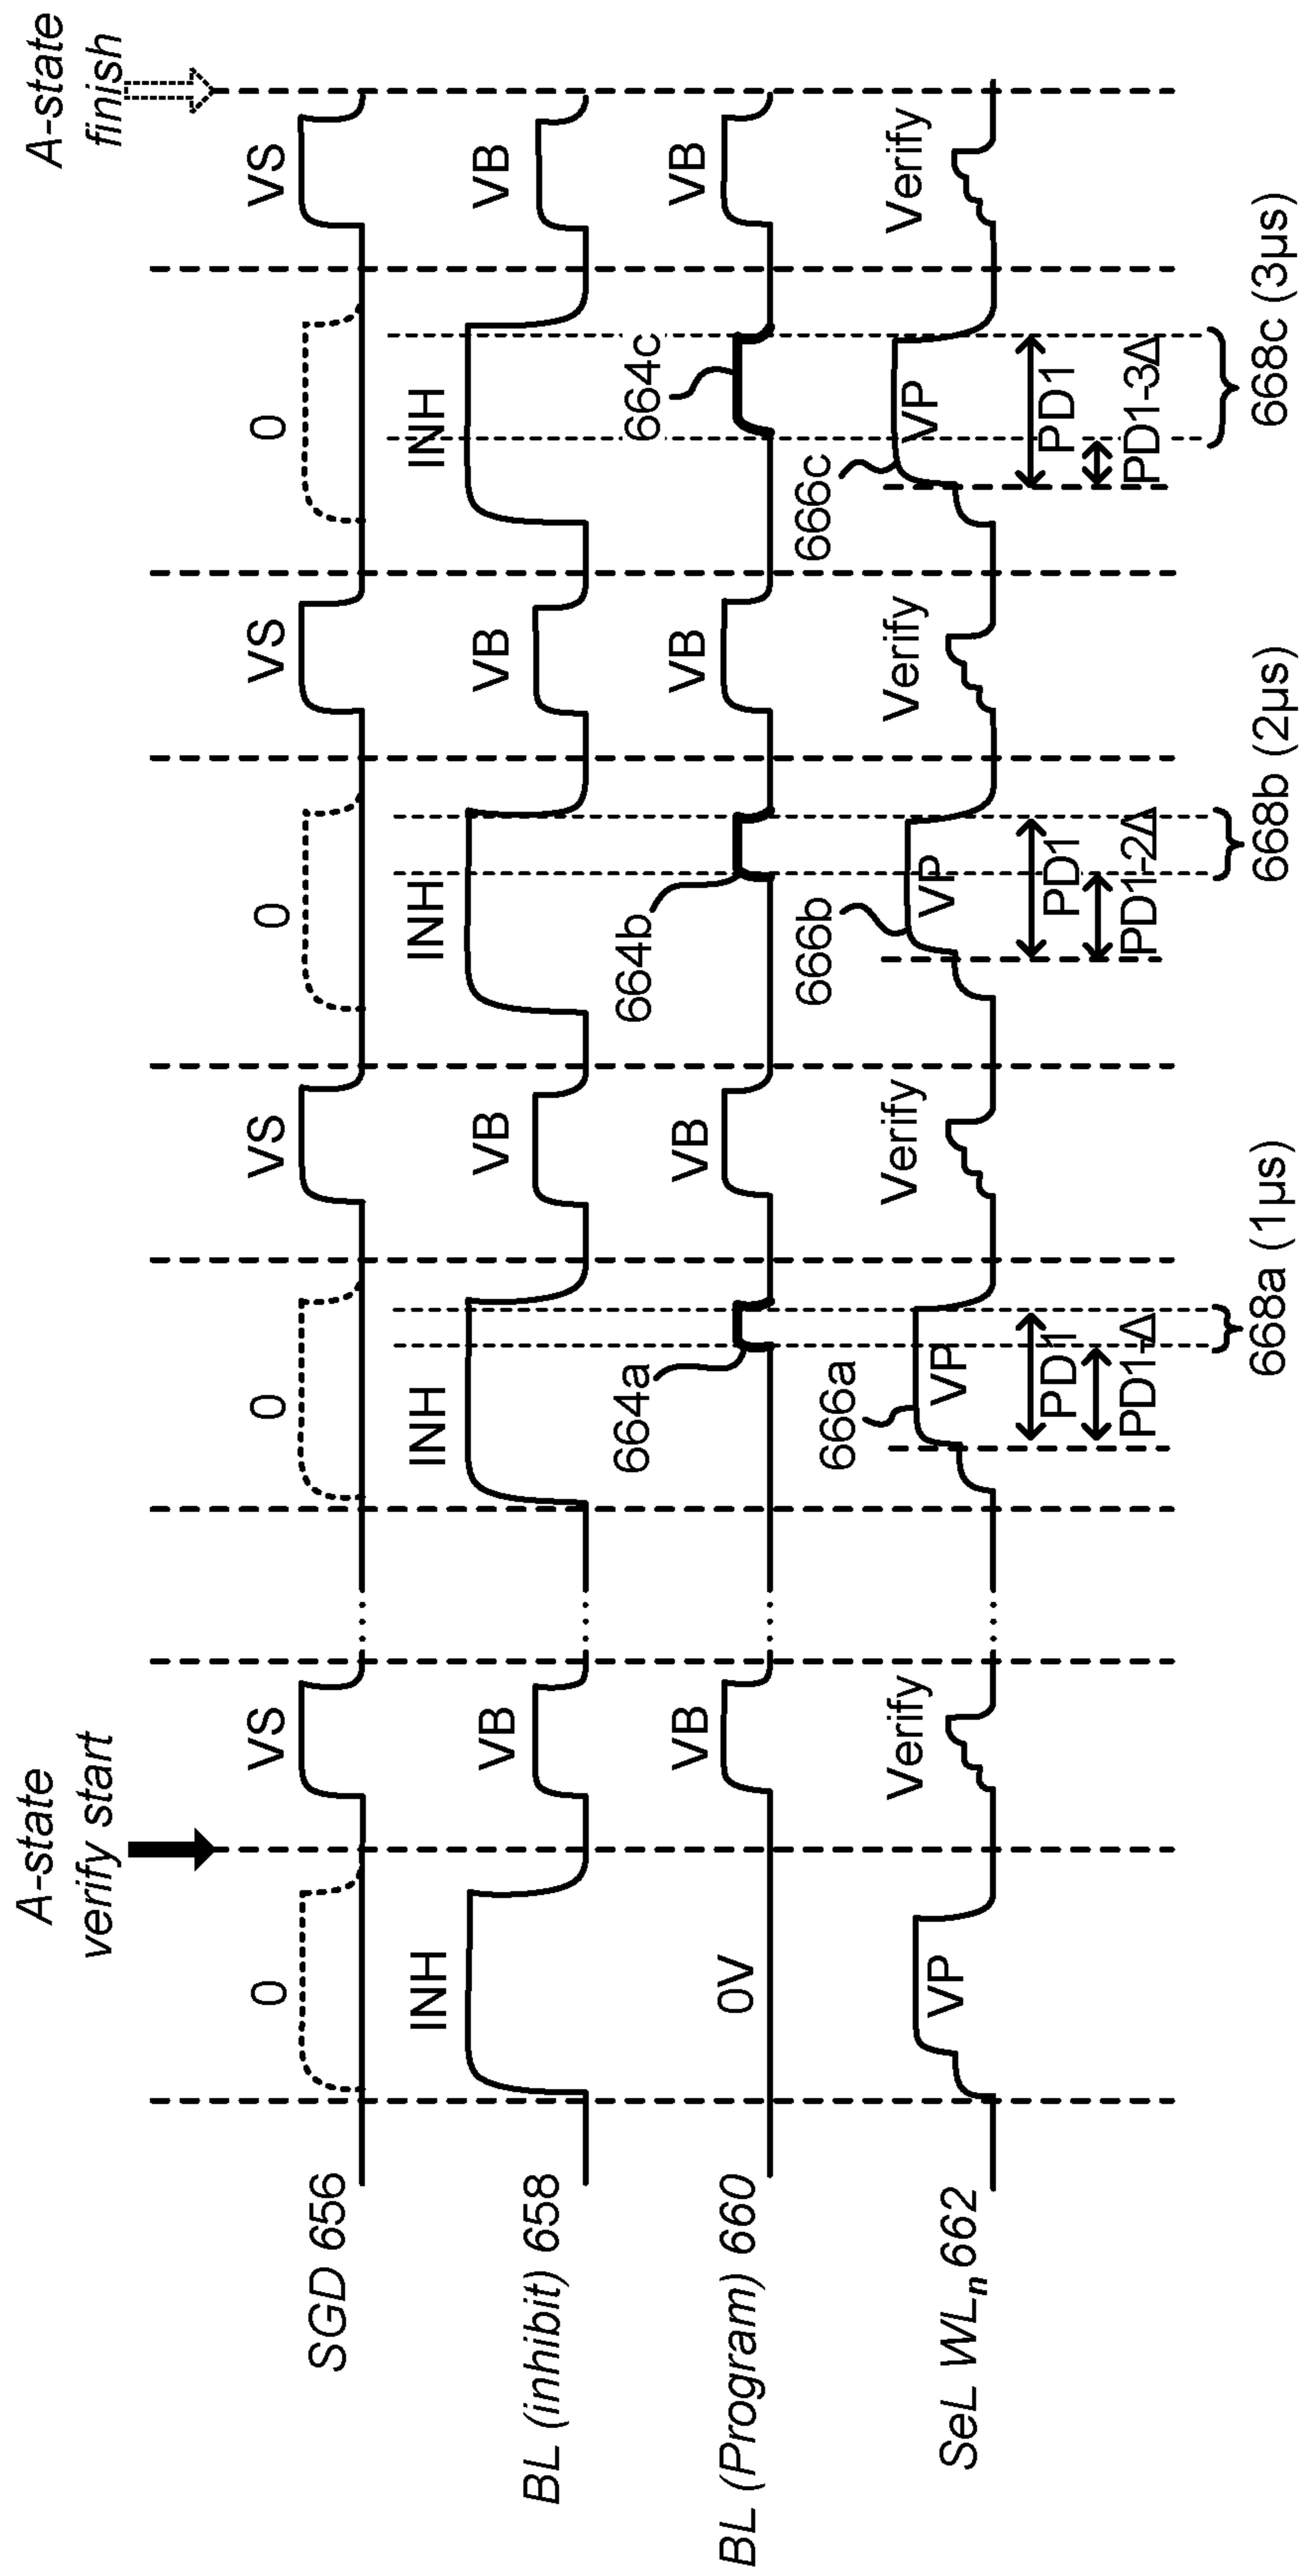 A-state
verify start
A-state
finish
SGD 656
0
VS
0
VS
0
VS
0
VS
BL (inhibit) 658
INH
VB
INH
VB
INH
VB
INH
VB
BL (Program) 660
0V
VB
664a
VB
664b
VB
664c
VB
SeL WLn 662
VP
Verify
666a
VP
Verify
666b
VP
Verify
666c
VP
Verify
PD1
PD1
PD1
PD1-Δ
PD1-2Δ
PD1-3Δ
668a (1μs)
668b (2μs)
668c (3μs)